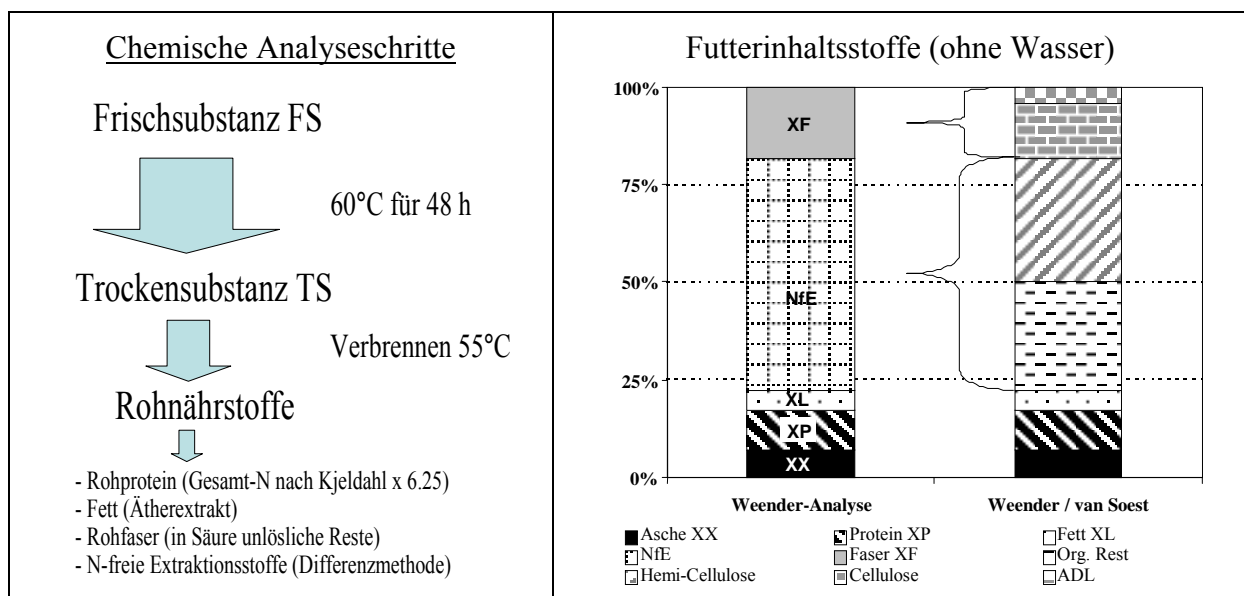 Chemische Analyseschritte
Frischsubstanz FS
60°C für 48 h
Trockensubstanz TS
Verbrennen 55°C
Rohnährstoffe
- Rohprotein (Gesamt-N nach Kjeldahl x 6.25)
- Fett (Ätherextrakt)
- Rohfaser (in Säure unlösliche Reste)
- N-freie Extraktionsstoffe (Differenzmethode)
Futterinhaltsstoffe (ohne Wasser)
100%
XF
75%
50%
NfE
25%
XL
XP
XX
0%
Weender-Analyse Weender / van Soest
Asche XX Protein XP Fett XL
NfE Faser XF Org. Rest
Hemi-Cellulose Cellulose ADL